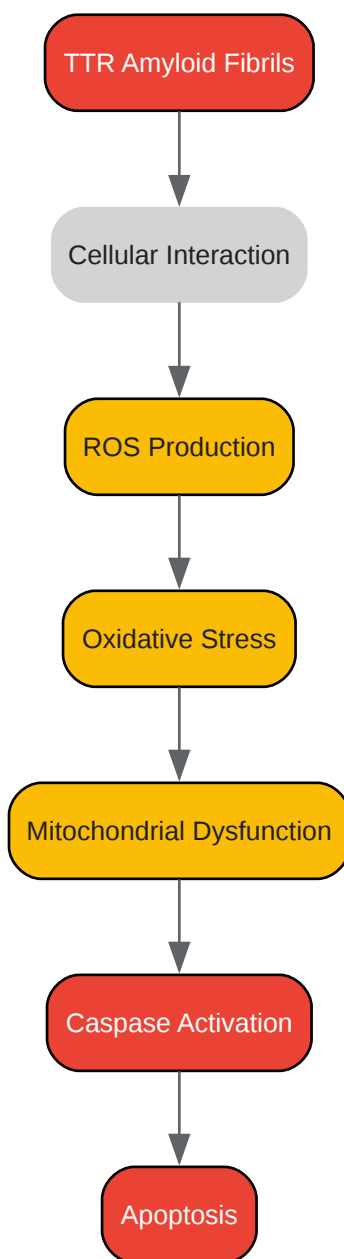 TTR Amyloid Fibrils
Cellular Interaction
ROS Production
Oxidative Stress
Mitochondrial Dysfunction
Caspase Activation
Apoptosis